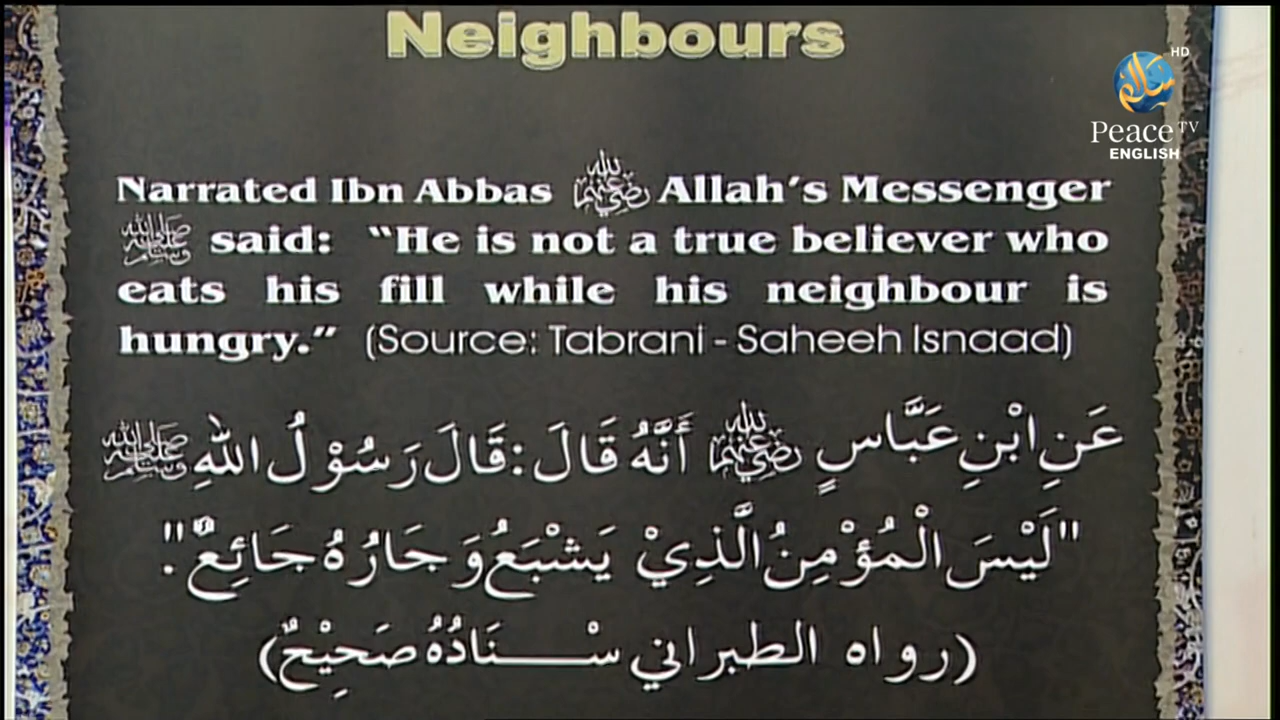 Neighbours
HD
Peace TV
ENGLISH
Narrated Ibn Abbas رضي الله عنهم Allah’s Messenger
صلى الله عليه وسلم said: “He is not a true believer who
eats his fill while his neighbour is
hungry.” (Source: Tabrani - Saheeh Isnaad)
عَنِ ابْنِ عَبَّاسٍ رضي الله عنهم أَنَّهُ قَالَ: قَالَ رَسُوْلُ اللهِ صلى الله عليه وسلم
"لَيْسَ الْمُؤْمِنُ الَّذِيْ يَشْبَعُ وَجَارُهُ جَائِعٌ".
(رواه الطبراني سْنَادُهُ صَحِيْحٌ)